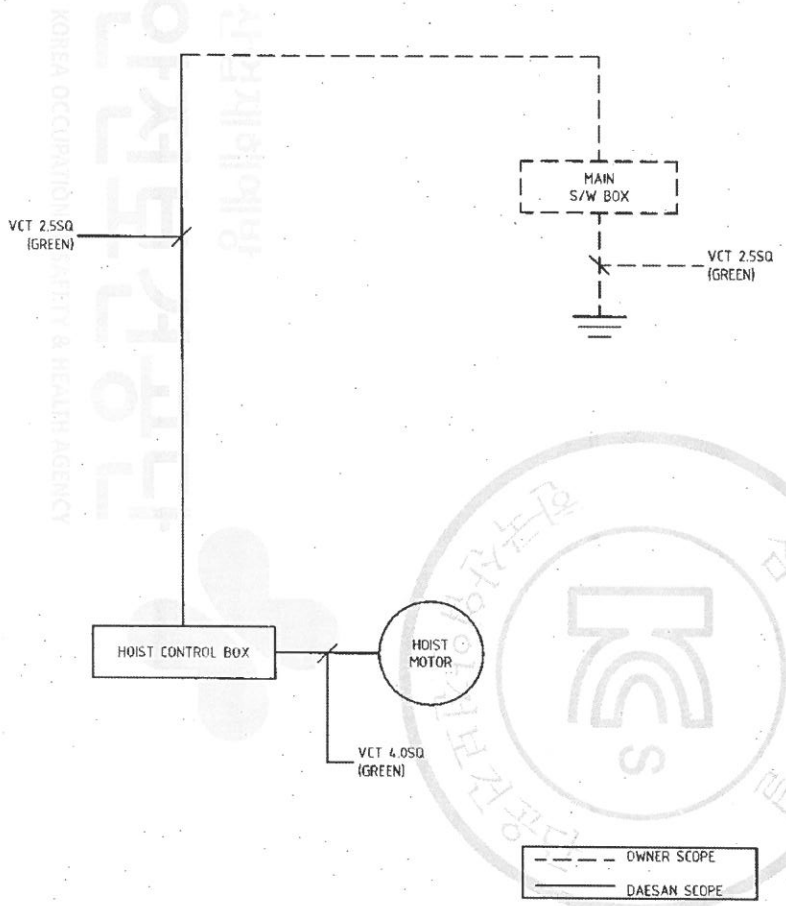 VCT 2.5SQ
(GREEN)
MAIN
S/W BOX
VCT 2.5SQ
(GREEN)
HOIST CONTROL BOX
HOIST
MOTOR
VCT 4.0SQ
(GREEN)
OWNER SCOPE
DAESAN SCOPE
KOREA OCCUPATIONAL SAFETY & HEALTH AGENCY
S